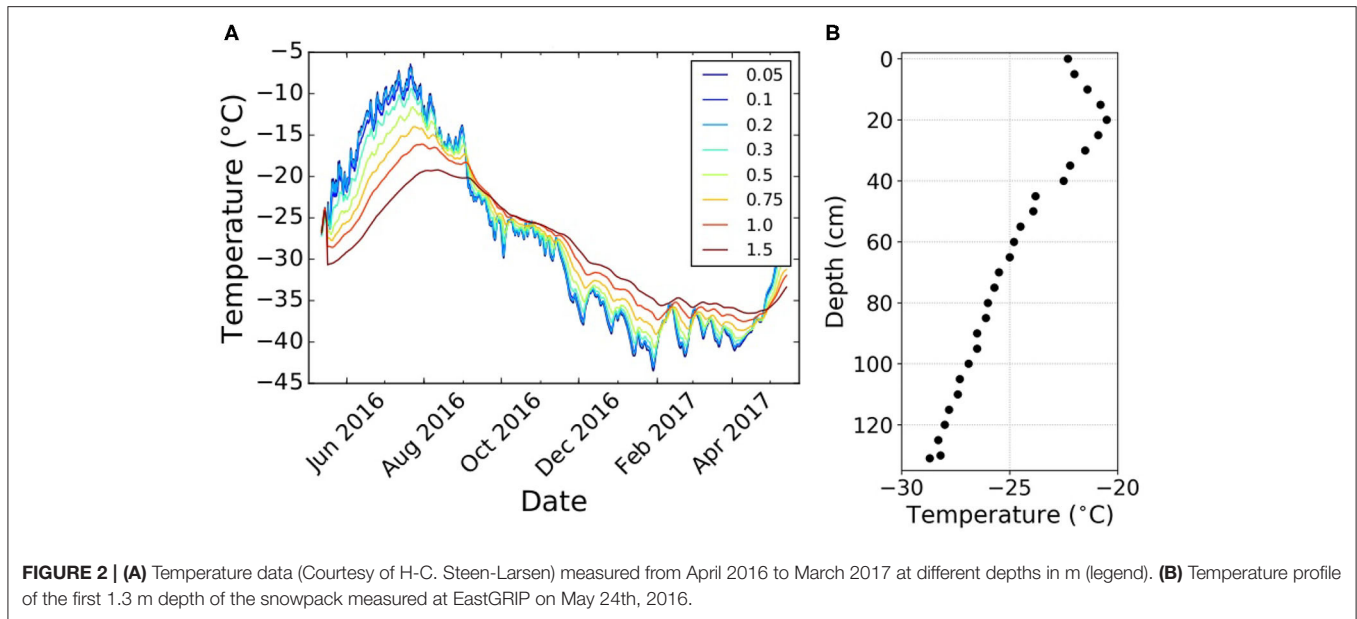 A
Temperature (°C)
−5
−10
−15
−20
−25
−30
−35
−40
−45
0.05
0.1
0.2
0.3
0.5
0.75
1.0
1.5
Jun 2016
Aug 2016
Oct 2016
Dec 2016
Feb 2017
Apr 2017
Date
B
Depth (cm)
0
20
40
60
80
100
120
−30
−25
−20
Temperature (°C)
FIGURE 2 | (A) Temperature data (Courtesy of H-C. Steen-Larsen) measured from April 2016 to March 2017 at different depths in m (legend). (B) Temperature profile
of the first 1.3 m depth of the snowpack measured at EastGRIP on May 24th, 2016.